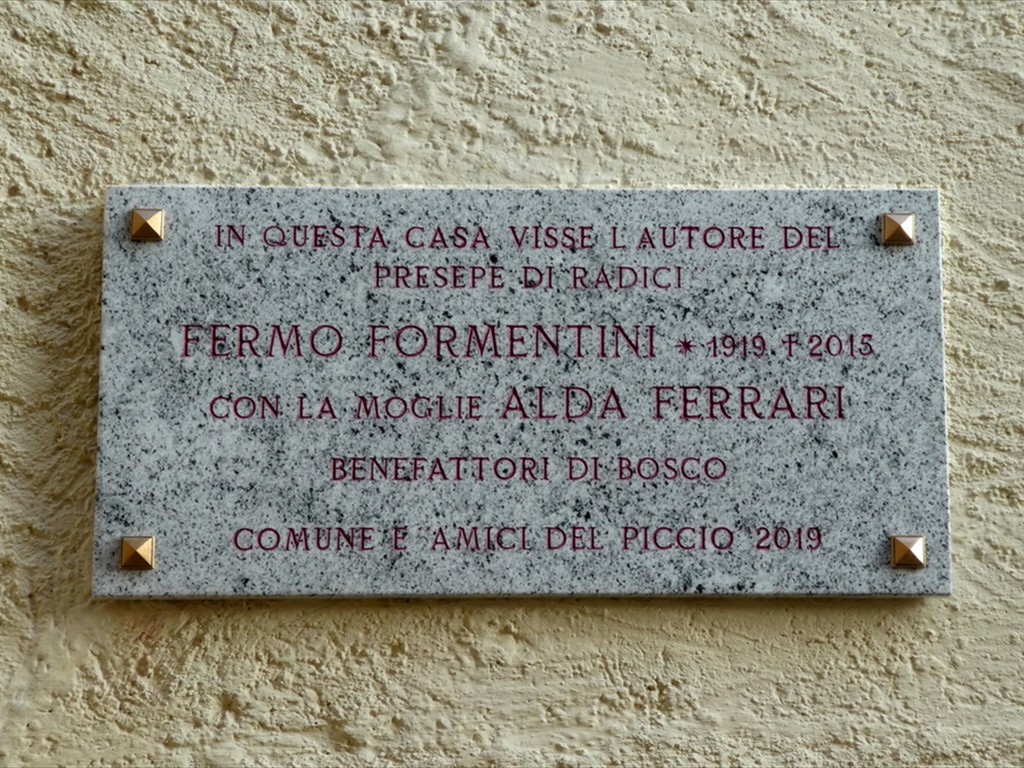 IN QUESTA CASA VISSE L AUTORE DEL
"PRESEPE DI RADICI"
FERMO FORMENTINI * 1919 † 2015
CON LA MOGLIE ALDA FERRARI
BENEFATTORI DI BOSCO
COMUNE E AMICI DEL PICCIO 2019